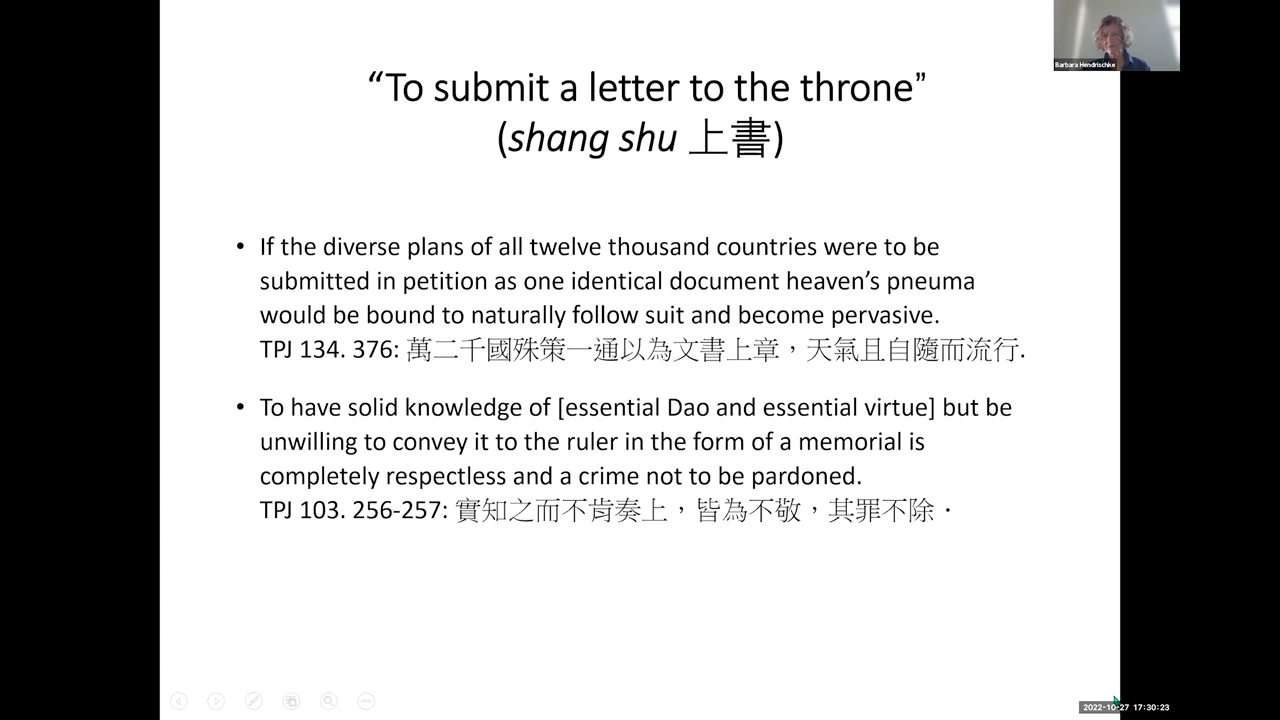 “To submit a letter to the throne”
(shang shu 上書)
Barbara Hendrischke
• If the diverse plans of all twelve thousand countries were to be
submitted in petition as one identical document heaven’s pneuma
would be bound to naturally follow suit and become pervasive.
TPJ 134. 376: 萬二千國殊策一通以為文書上章，天氣且自隨而流行.
• To have solid knowledge of [essential Dao and essential virtue] but be
unwilling to convey it to the ruler in the form of a memorial is
completely respectless and a crime not to be pardoned.
TPJ 103. 256-257: 實知之而不肯奏上，皆為不敬，其罪不除．
2022-10-27 17:30:23